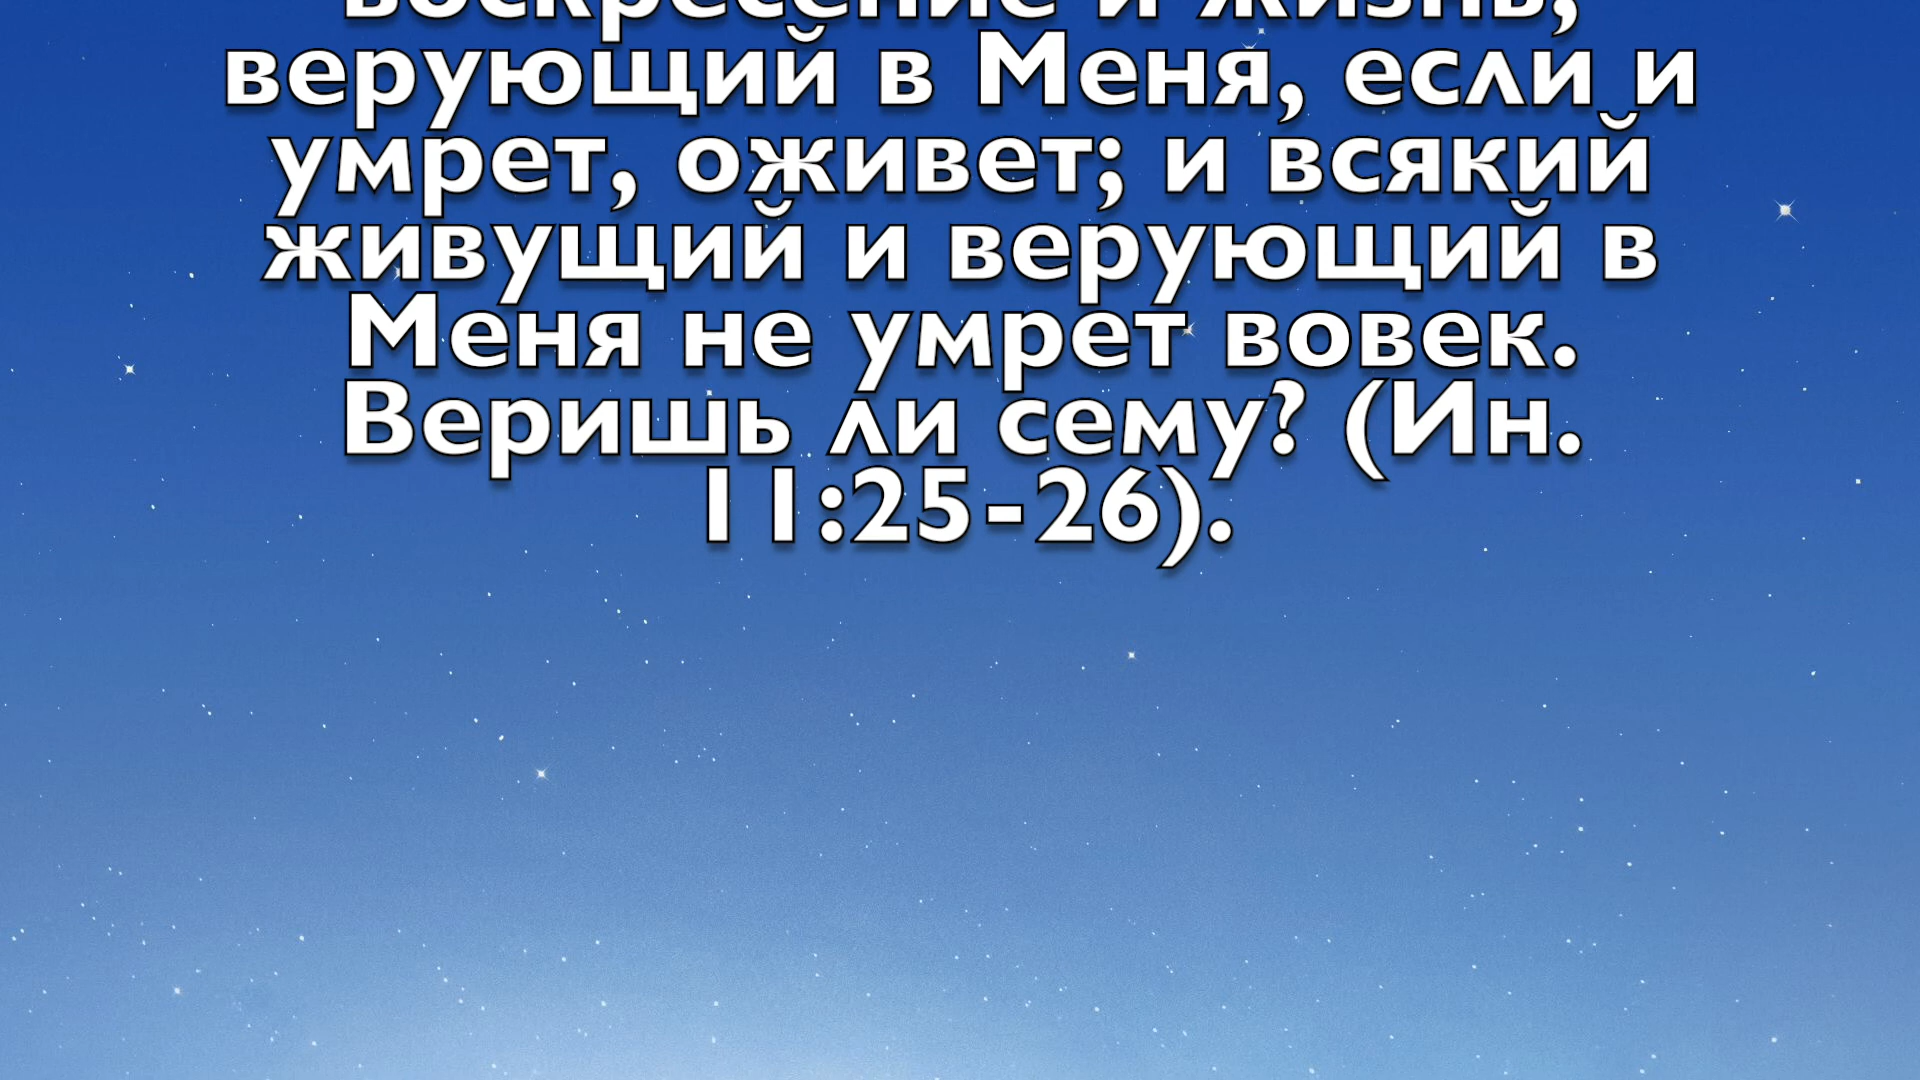 воскресение и жизнь,
верующий в Меня, если и
умрет, оживет; и всякий
живущий и верующий в
Меня не умрет вовек.
Веришь ли сему? (Ин.
11:25-26).